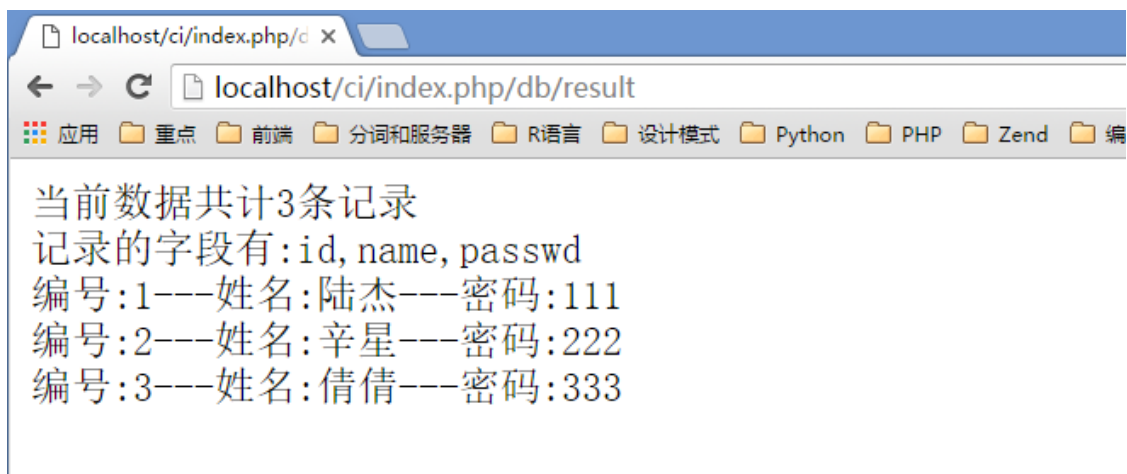 localhost/ci/index.php/d
localhost/ci/index.php/db/result
应用 重点 前端 分词和服务器 R语言 设计模式 Python PHP Zend 编
当前数据共计3条记录
记录的字段有:id,name,passwd
编号:1---姓名:陆杰---密码:111
编号:2---姓名:辛星---密码:222
编号:3---姓名:倩倩---密码:333